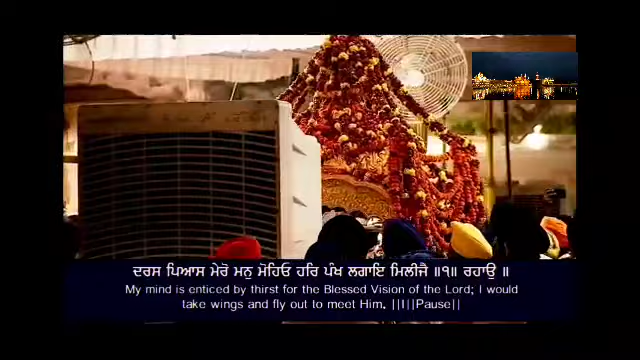 ਦਰਸ ਪਿਆਸ ਮੇਰੋ ਮਨੁ ਮੋਹਿਓ ਹਰਿ ਪੰਖ ਲਗਾਇ ਮਿਲੀਜੈ ॥੧॥ ਰਹਾਉ ॥
My mind is enticed by thirst for the Blessed Vision of the Lord; I would
take wings and fly out to meet Him. ||1||Pause||